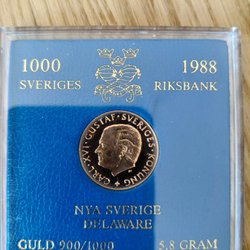 1000 1988
SVERIGES RIKSBANK
CARL·XVI·GUSTAF·SVERIGES·KONUNG
NYA SVERIGE
DELAWARE
GULD 900/1000 5.8 GRAM